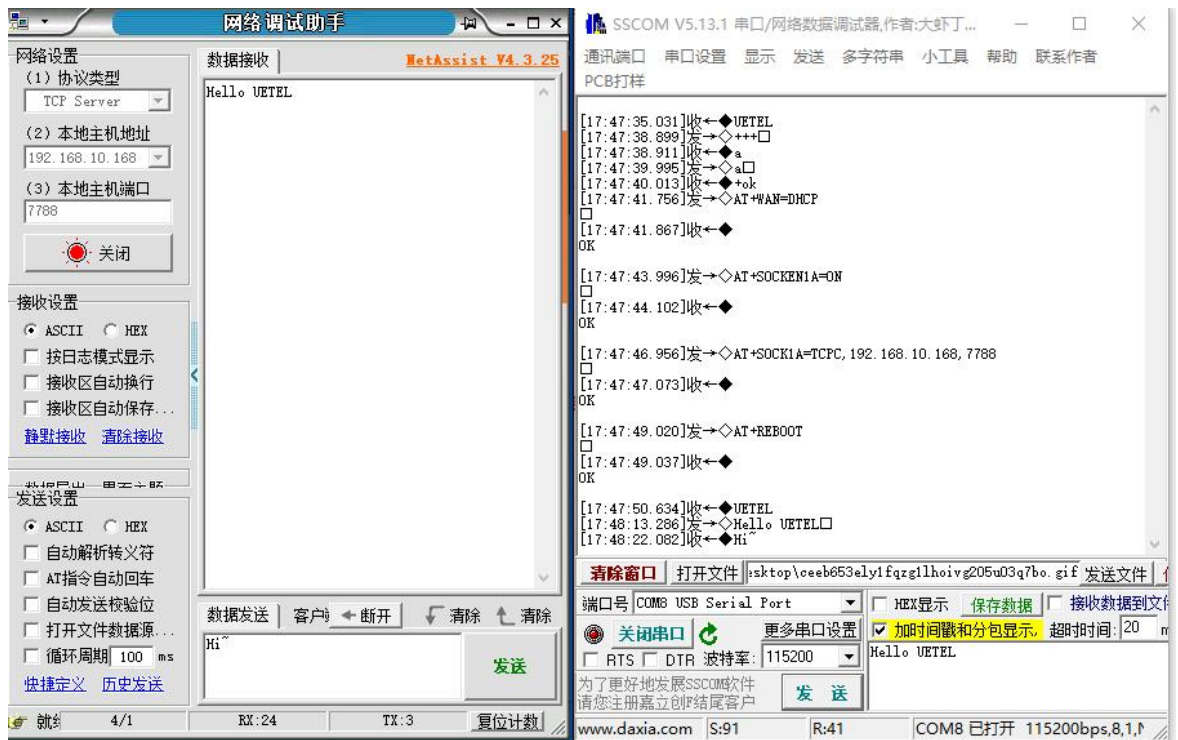 网络调试助手
网络设置
(1) 协议类型
TCP Server
(2) 本地主机地址
192.168.10.168
(3) 本地主机端口
7788
关闭
接收设置
ASCII HEX
按日志模式显示
接收区自动换行
接收区自动保存...
静默接收 清除接收
发送设置
ASCII HEX
自动解析转义符
AT指令自动回车
自动发送校验位
打开文件数据源...
循环周期 100 ms
快捷定义 历史发送
数据接收 NetAssist V4.3.25
Hello UETEL
数据发送 客户 断开 清除 清除
Hi~
发送
4/1 RX:24 TX:3 复位计数
SSCOM V5.13.1 串口/网络数据调试器,作者:大虾丁...
通讯端口 串口设置 显示 发送 多字符串 小工具 帮助 联系作者
PCB打样
[17:47:35.031]收←◆UETEL
[17:47:38.899]发→◇+++□
[17:47:38.911]收←◆a
[17:47:39.995]发→◇a□
[17:47:40.013]收←◆+ok
[17:47:41.756]发→◇AT+WAN=DHCP
□
[17:47:41.867]收←◆
OK
[17:47:43.996]发→◇AT+SOCKEN1A=ON
□
[17:47:44.102]收←◆
OK
[17:47:46.956]发→◇AT+SOCK1A=TCPC,192.168.10.168,7788
□
[17:47:47.073]收←◆
OK
[17:47:49.020]发→◇AT+REBOOT
□
[17:47:49.037]收←◆
OK
[17:47:50.634]收←◆UETEL
[17:48:13.286]发→◇Hello UETEL□
[17:48:22.082]收←◆Hi~
清除窗口 打开文件 发送文件
端口号 COM8 USB Serial Port HEX显示 保存数据 接收数据到文
关闭串口 更多串口设置 加时间戳和分包显示, 超时时间: 20
RTS DTR 波特率: 115200
Hello UETEL
为了更好地发展SSCOM软件
请您注册嘉立创F结尾客户
发 送
www.daxia.com S:91 R:41 COM8 已打开 115200bps,8,1,